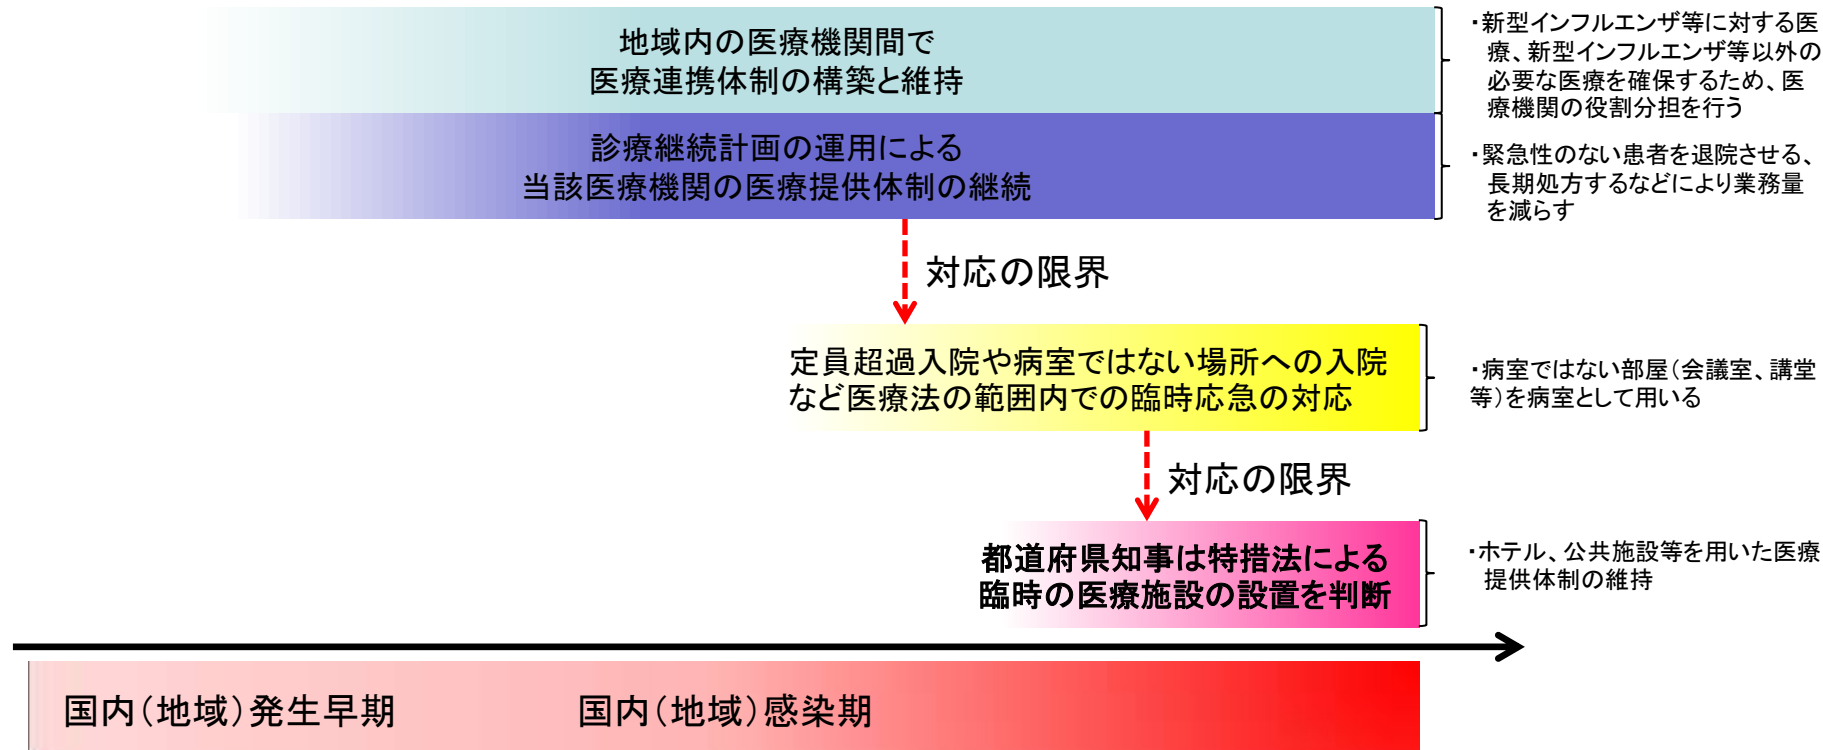 地域内の医療機関間で
医療連携体制の構築と維持
・新型インフルエンザ等に対する医
療、新型インフルエンザ等以外の
必要な医療を確保するため、医
療機関の役割分担を行う
診療継続計画の運用による
当該医療機関の医療提供体制の継続
・緊急性のない患者を退院させる、
長期処方するなどにより業務量
を減らす
対応の限界
定員超過入院や病室ではない場所への入院
など医療法の範囲内での臨時応急の対応
・病室ではない部屋（会議室、講堂
等）を病室として用いる
対応の限界
都道府県知事は特措法による
臨時の医療施設の設置を判断
・ホテル、公共施設等を用いた医療
提供体制の維持
国内（地域）発生早期
国内（地域）感染期